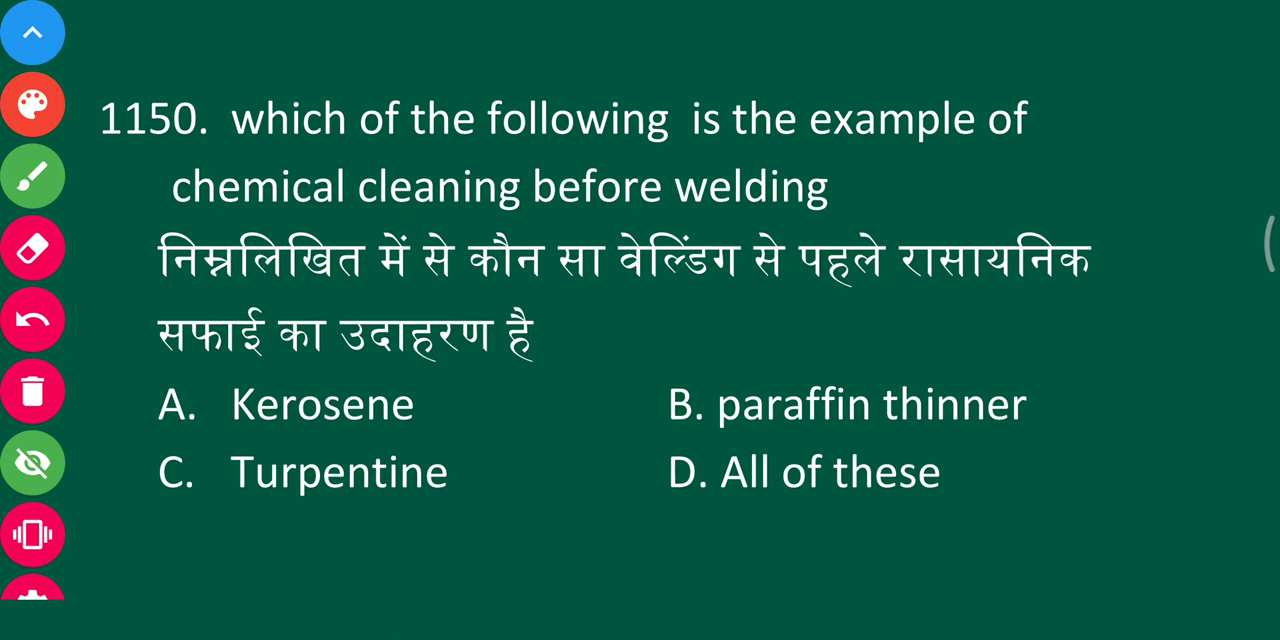 1150. which of the following is the example of
chemical cleaning before welding
निम्नलिखित में से कौन सा वेल्डिंग से पहले रासायनिक
सफाई का उदाहरण है
A. Kerosene B. paraffin thinner
C. Turpentine D. All of these